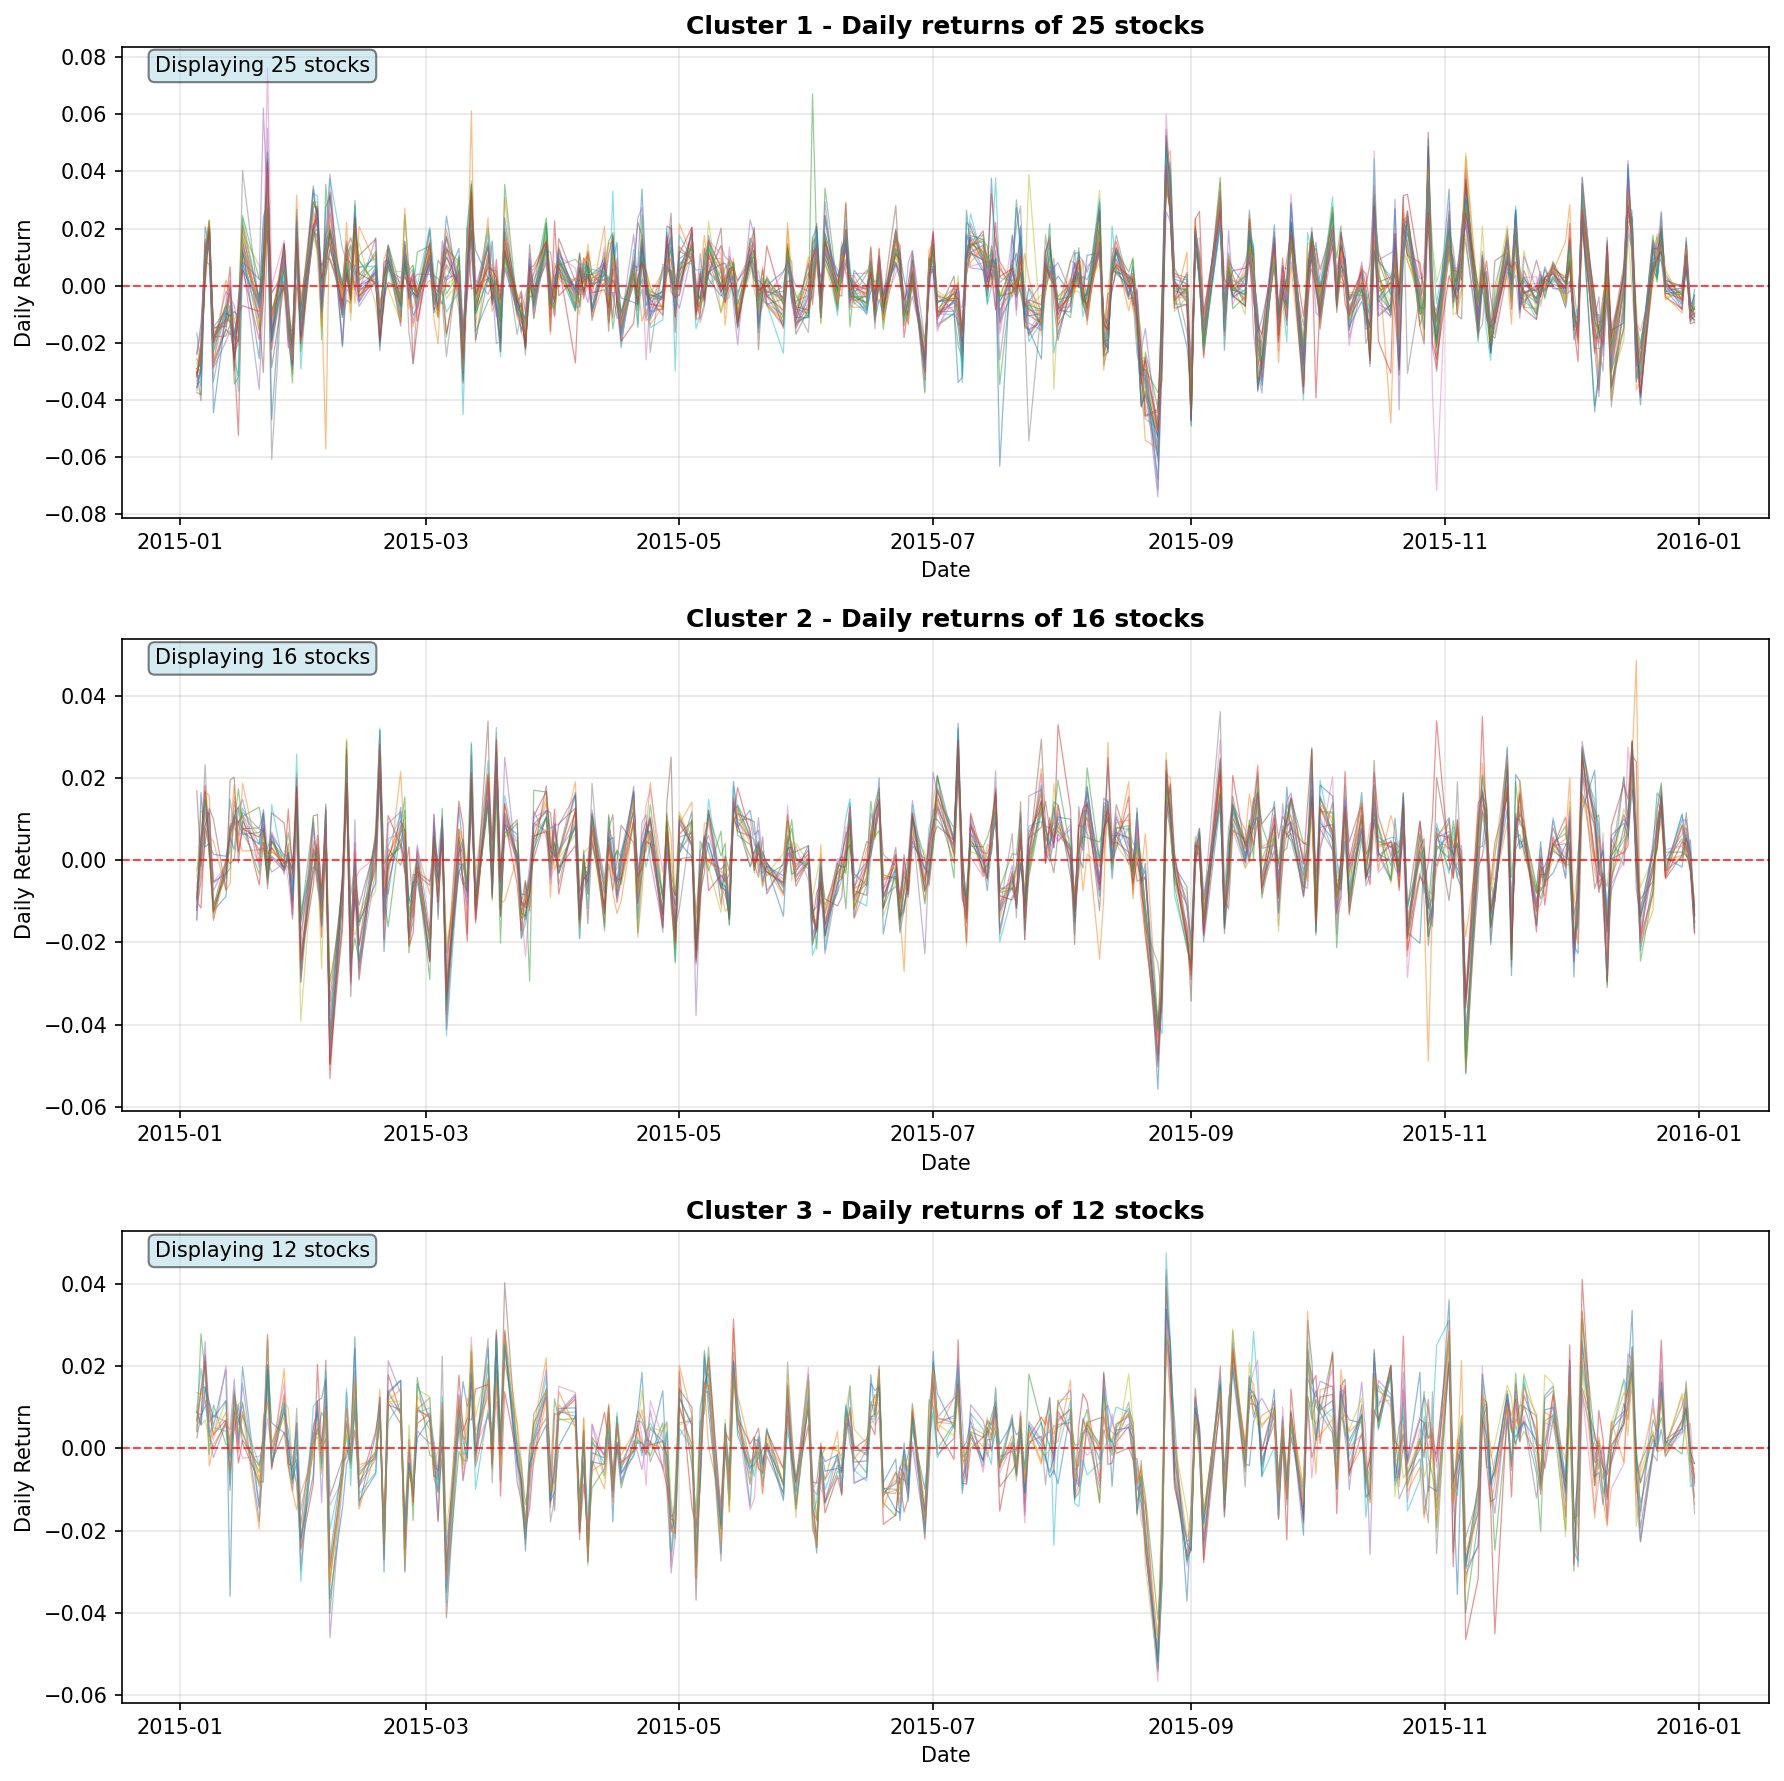 Cluster 1 - Daily returns of 25 stocks
Displaying 25 stocks
0.08
0.06
0.04
0.02
0.00
−0.02
−0.04
−0.06
−0.08
Daily Return
2015-01 2015-03 2015-05 2015-07 2015-09 2015-11 2016-01
Date
Cluster 2 - Daily returns of 16 stocks
Displaying 16 stocks
0.04
0.02
0.00
−0.02
−0.04
−0.06
Daily Return
2015-01 2015-03 2015-05 2015-07 2015-09 2015-11 2016-01
Date
Cluster 3 - Daily returns of 12 stocks
Displaying 12 stocks
0.04
0.02
0.00
−0.02
−0.04
−0.06
Daily Return
2015-01 2015-03 2015-05 2015-07 2015-09 2015-11 2016-01
Date